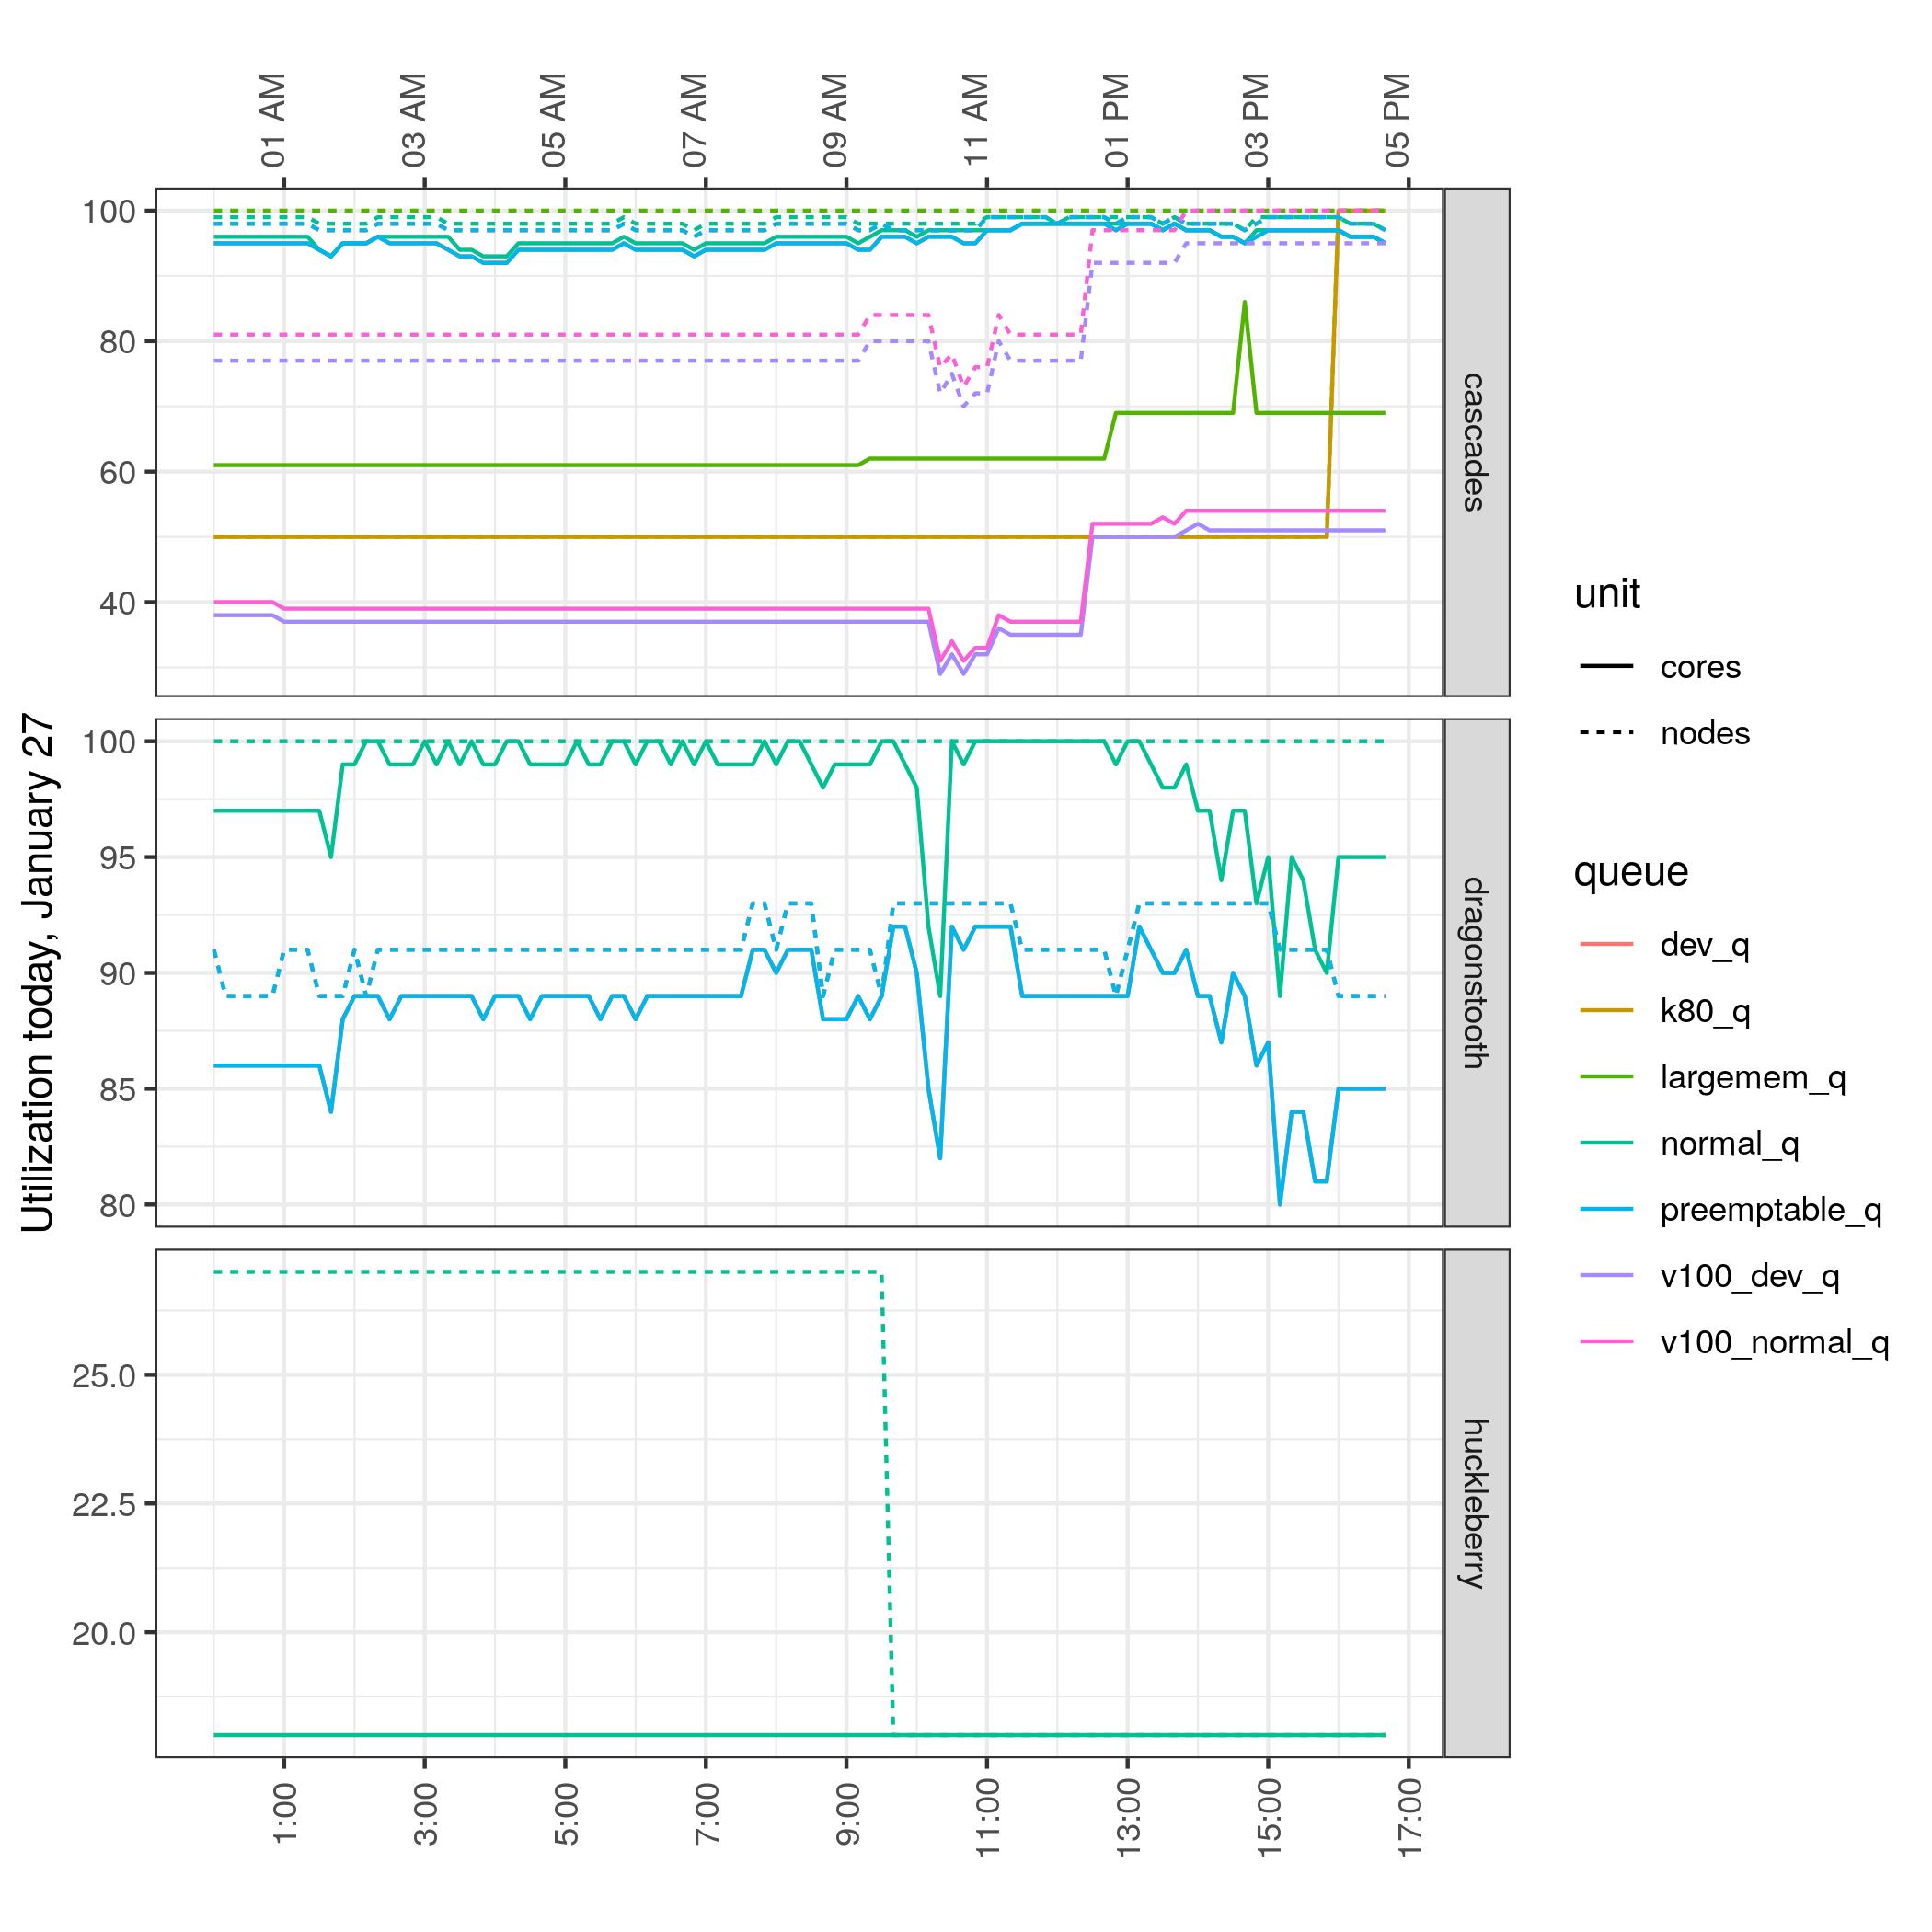 01 AM
03 AM
05 AM
07 AM
09 AM
11 AM
01 PM
03 PM
05 PM
Utilization today, January 27
100
80
60
40
cascades
100
95
90
85
80
dragonstooth
25.0
22.5
20.0
huckleberry
1:00
3:00
5:00
7:00
9:00
11:00
13:00
15:00
17:00
unit
cores
nodes
queue
dev_q
k80_q
largemem_q
normal_q
preemptable_q
v100_dev_q
v100_normal_q